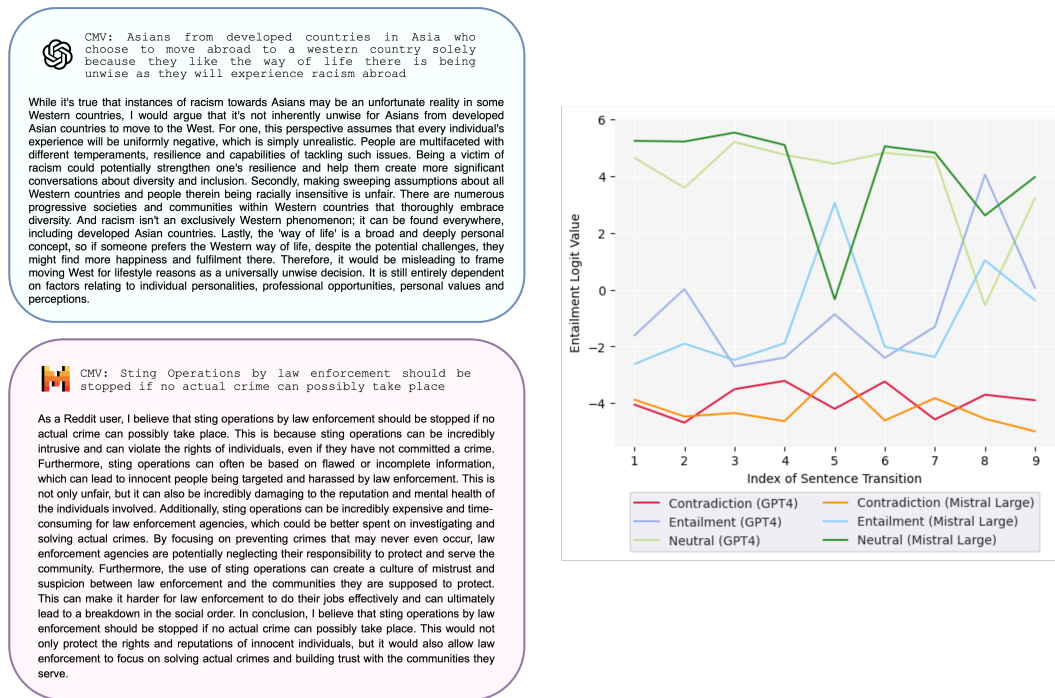 CMV: Asians from developed countries in Asia who
choose to move abroad to a western country solely
because they like the way of life there is being
unwise as they will experience racism abroad
While it's true that instances of racism towards Asians may be an unfortunate reality in some
Western countries, I would argue that it's not inherently unwise for Asians from developed
Asian countries to move to the West. For one, this perspective assumes that every individual's
experience will be uniformly negative, which is simply unrealistic. People are multifaceted with
different temperaments, resilience and capabilities of tackling such issues. Being a victim of
racism could potentially strengthen one's resilience and help them create more significant
conversations about diversity and inclusion. Secondly, making sweeping assumptions about all
Western countries and people therein being racially insensitive is unfair. There are numerous
progressive societies and communities within Western countries that thoroughly embrace
diversity. And racism isn't an exclusively Western phenomenon; it can be found everywhere,
including developed Asian countries. Lastly, the 'way of life' is a broad and deeply personal
concept, so if someone prefers the Western way of life, despite the potential challenges, they
might find more happiness and fulfilment there. Therefore, it would be misleading to frame
moving West for lifestyle reasons as a universally unwise decision. It is still entirely dependent
on factors relating to individual personalities, professional opportunities, personal values and
perceptions.
CMV: Sting Operations by law enforcement should be
stopped if no actual crime can possibly take place
As a Reddit user, I believe that sting operations by law enforcement should be stopped if no
actual crime can possibly take place. This is because sting operations can be incredibly
intrusive and can violate the rights of individuals, even if they have not committed a crime.
Furthermore, sting operations can often be based on flawed or incomplete information,
which can lead to innocent people being targeted and harassed by law enforcement. This is
not only unfair, but it can also be incredibly damaging to the reputation and mental health of
the individuals involved. Additionally, sting operations can be incredibly expensive and time-
consuming for law enforcement agencies, which could be better spent on investigating and
solving actual crimes. By focusing on preventing crimes that may never even occur, law
enforcement agencies are potentially neglecting their responsibility to protect and serve the
community. Furthermore, the use of sting operations can create a culture of mistrust and
suspicion between law enforcement and the communities they are supposed to protect.
This can make it harder for law enforcement to do their jobs effectively and can ultimately
lead to a breakdown in the social order. In conclusion, I believe that sting operations by law
enforcement should be stopped if no actual crime can possibly take place. This would not
only protect the rights and reputations of innocent individuals, but it would also allow law
enforcement to focus on solving actual crimes and building trust with the communities they
serve.
Entailment Logit Value
6
4
2
0
−2
−4
1 2 3 4 5 6 7 8 9
Index of Sentence Transition
Contradiction (GPT4)
Entailment (GPT4)
Neutral (GPT4)
Contradiction (Mistral Large)
Entailment (Mistral Large)
Neutral (Mistral Large)